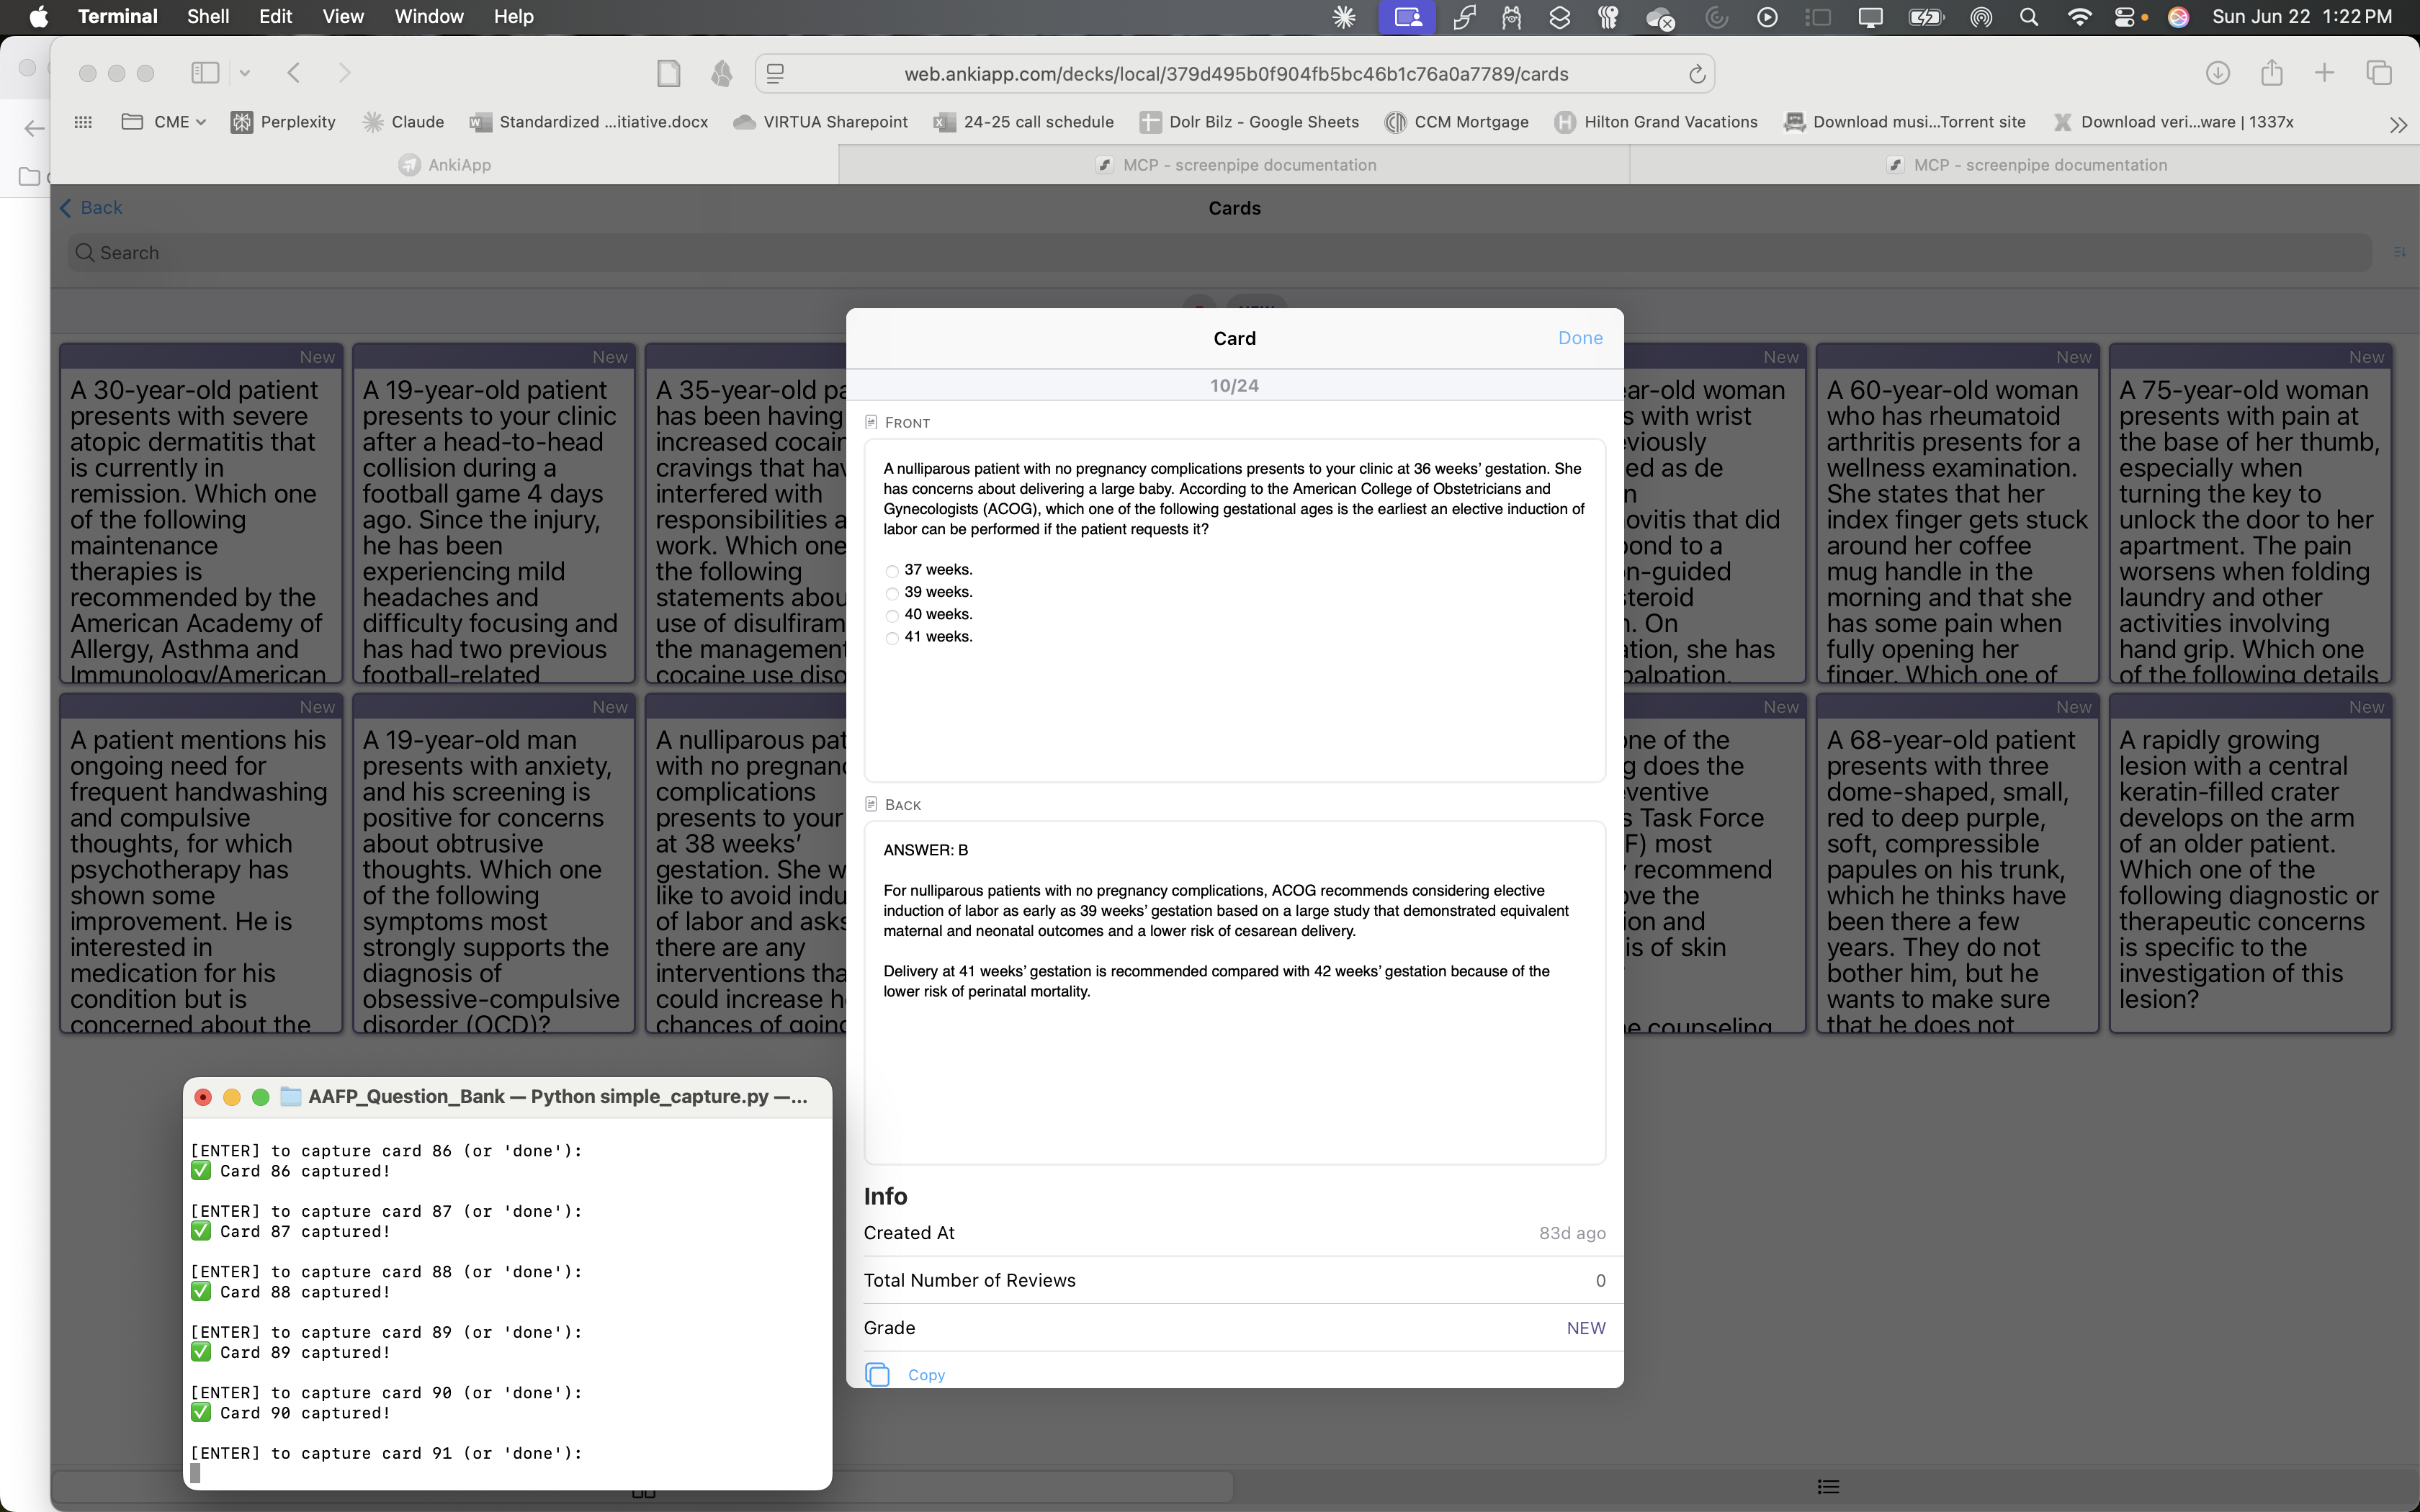 Terminal Shell Edit View Window Help Sun Jun 22 1:22 PM
web.ankiapp.com/decks/local/379d495b0f904fb5bc46b1c76a0a7789/cards
CME Perplexity Claude Standardized ...itiative.docx VIRTUA Sharepoint 24-25 call schedule Dolr Bilz - Google Sheets CCM Mortgage Hilton Grand Vacations Download musi...Torrent site Download veri...ware | 1337x
AnkiApp MCP - screenpipe documentation MCP - screenpipe documentation
Back Cards
Search
New
A 30-year-old patient
presents with severe
atopic dermatitis that
is currently in
remission. Which one
of the following
maintenance
therapies is
recommended by the
American Academy of
Allergy, Asthma and
Immunology/American
New
A 19-year-old patient
presents to your clinic
after a head-to-head
collision during a
football game 4 days
ago. Since the injury,
he has been
experiencing mild
headaches and
difficulty focusing and
has had two previous
football-related
A 35-year-old pa
has been having
increased cocain
cravings that hav
interfered with
responsibilities a
work. Which one
the following
statements abou
use of disulfiram
the management
cocaine use diso
Card
Done
10/24
FRONT
A nulliparous patient with no pregnancy complications presents to your clinic at 36 weeks’ gestation. She
has concerns about delivering a large baby. According to the American College of Obstetricians and
Gynecologists (ACOG), which one of the following gestational ages is the earliest an elective induction of
labor can be performed if the patient requests it?
37 weeks.
39 weeks.
40 weeks.
41 weeks.
BACK
ANSWER: B
For nulliparous patients with no pregnancy complications, ACOG recommends considering elective
induction of labor as early as 39 weeks’ gestation based on a large study that demonstrated equivalent
maternal and neonatal outcomes and a lower risk of cesarean delivery.
Delivery at 41 weeks’ gestation is recommended compared with 42 weeks’ gestation because of the
lower risk of perinatal mortality.
Info
Created At 83d ago
Total Number of Reviews 0
Grade NEW
Copy
New
ear-old woman
s with wrist
viously
ed as de
n
ovitis that did
ond to a
n-guided
steroid
n. On
ation, she has
palpation.
New
A 60-year-old woman
who has rheumatoid
arthritis presents for a
wellness examination.
She states that her
index finger gets stuck
around her coffee
mug handle in the
morning and that she
has some pain when
fully opening her
finger. Which one of
New
A 75-year-old woman
presents with pain at
the base of her thumb,
especially when
turning the key to
unlock the door to her
apartment. The pain
worsens when folding
laundry and other
activities involving
hand grip. Which one
of the following details
New
A patient mentions his
ongoing need for
frequent handwashing
and compulsive
thoughts, for which
psychotherapy has
shown some
improvement. He is
interested in
medication for his
condition but is
concerned about the
New
A 19-year-old man
presents with anxiety,
and his screening is
positive for concerns
about obtrusive
thoughts. Which one
of the following
symptoms most
strongly supports the
diagnosis of
obsessive-compulsive
disorder (OCD)?
A nulliparous pat
with no pregnanc
complications
presents to your
at 38 weeks’
gestation. She w
like to avoid indu
of labor and asks
there are any
interventions tha
could increase h
chances of going
New
one of the
g does the
eventive
s Task Force
F) most
recommend
ove the
ion and
is of skin
e counseling
New
A 68-year-old patient
presents with three
dome-shaped, small,
red to deep purple,
soft, compressible
papules on his trunk,
which he thinks have
been there a few
years. They do not
bother him, but he
wants to make sure
that he does not
New
A rapidly growing
lesion with a central
keratin-filled crater
develops on the arm
of an older patient.
Which one of the
following diagnostic or
therapeutic concerns
is specific to the
investigation of this
lesion?
AAFP_Question_Bank — Python simple_capture.py —...
[ENTER] to capture card 86 (or 'done'):
✅ Card 86 captured!
[ENTER] to capture card 87 (or 'done'):
✅ Card 87 captured!
[ENTER] to capture card 88 (or 'done'):
✅ Card 88 captured!
[ENTER] to capture card 89 (or 'done'):
✅ Card 89 captured!
[ENTER] to capture card 90 (or 'done'):
✅ Card 90 captured!
[ENTER] to capture card 91 (or 'done'):